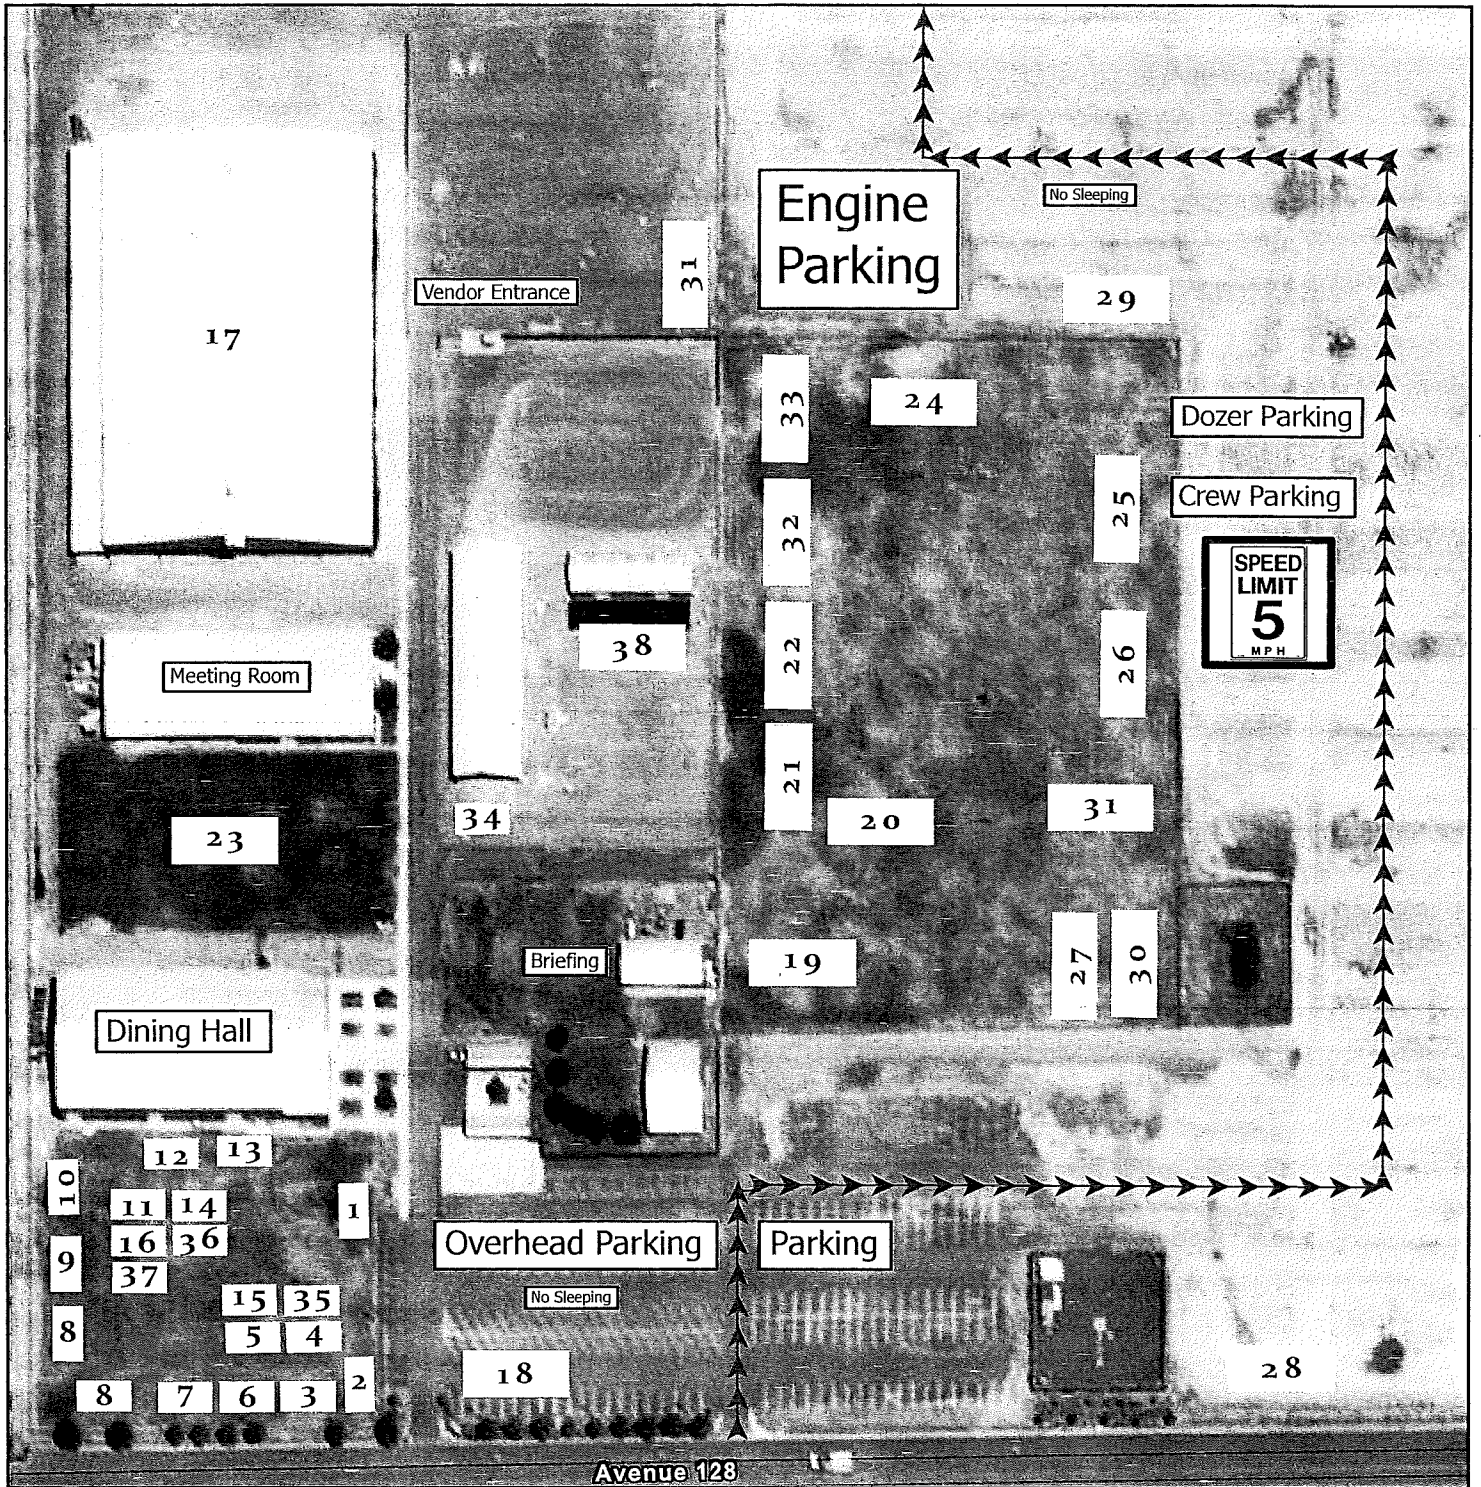 Engine
Parking
No Sleeping
31
Vendor Entrance
29
17
33
24
Dozer Parking
25
Crew Parking
32
SPEED
LIMIT
5
MPH
38
22
26
Meeting Room
21
34
20
31
23
Briefing
19
27
30
Dining Hall
12
13
10
11
14
1
16
36
9
37
Overhead Parking
Parking
15
35
No Sleeping
8
5
4
18
28
8
7
6
3
2
Avenue 128